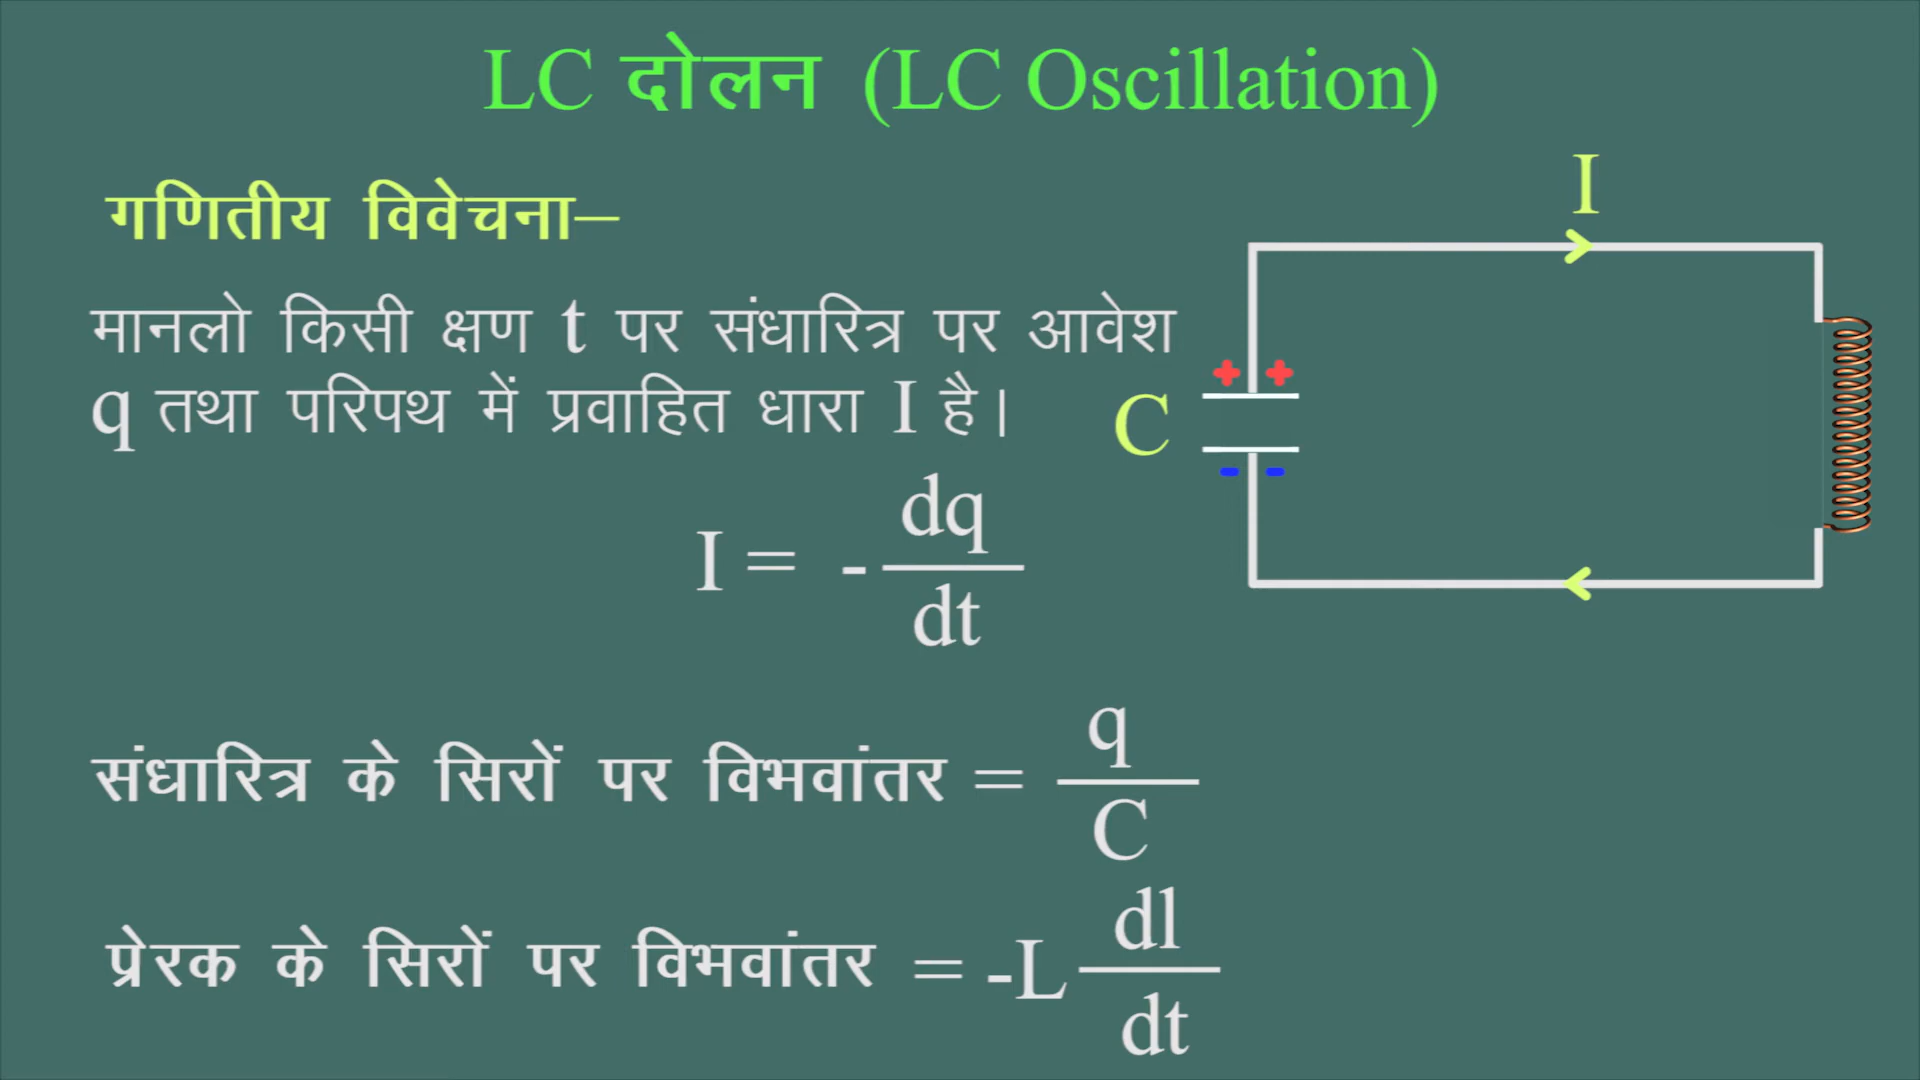 LC दोलन (LC Oscillation)
गणितीय विवेचना–
मानलो किसी क्षण t पर संधारित्र पर आवेश
q तथा परिपथ में प्रवाहित धारा I है।
I = - dq/dt
संधारित्र के सिरों पर विभवांतर = q/C
प्रेरक के सिरों पर विभवांतर = -L dl/dt
I
C
+ +
- -